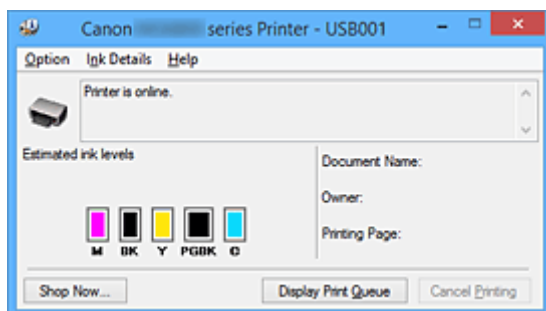 Canon series Printer - USB001
Option Ink Details Help
Printer is online.
Estimated ink levels
Document Name:
Owner:
Printing Page:
M BK Y PGBK C
Shop Now... Display Print Queue Cancel Printing